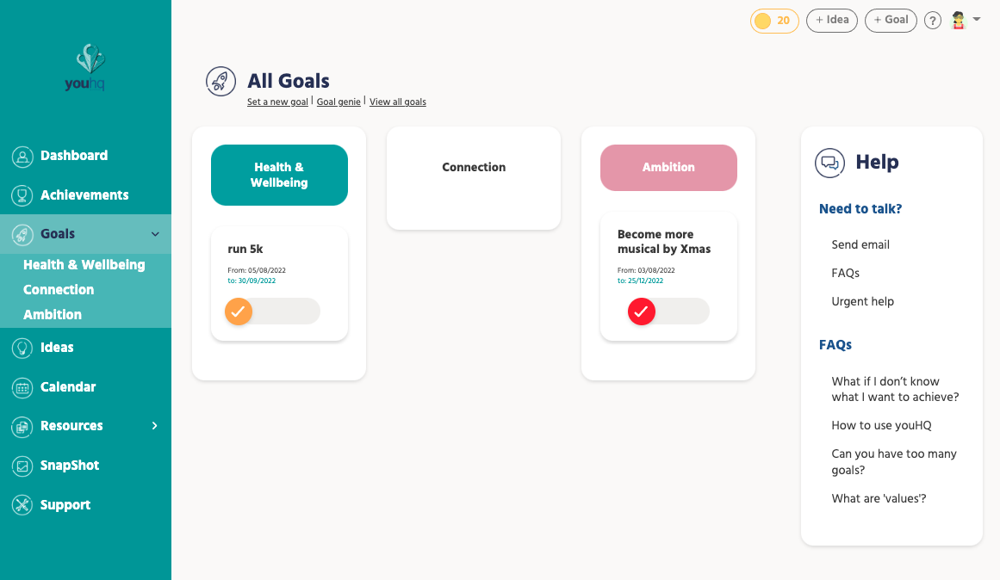 youhq
Dashboard
Achievements
Goals
Health & Wellbeing
Connection
Ambition
Ideas
Calendar
Resources
SnapShot
Support
20
+ Idea
+ Goal
?
All Goals
Set a new goal | Goal genie | View all goals
Health &
Wellbeing
run 5k
From: 05/08/2022
to: 30/09/2022
Connection
Ambition
Become more
musical by Xmas
From: 03/08/2022
to: 25/12/2022
Help
Need to talk?
Send email
FAQs
Urgent help
FAQs
What if I don’t know
what I want to achieve?
How to use youHQ
Can you have too many
goals?
What are 'values'?